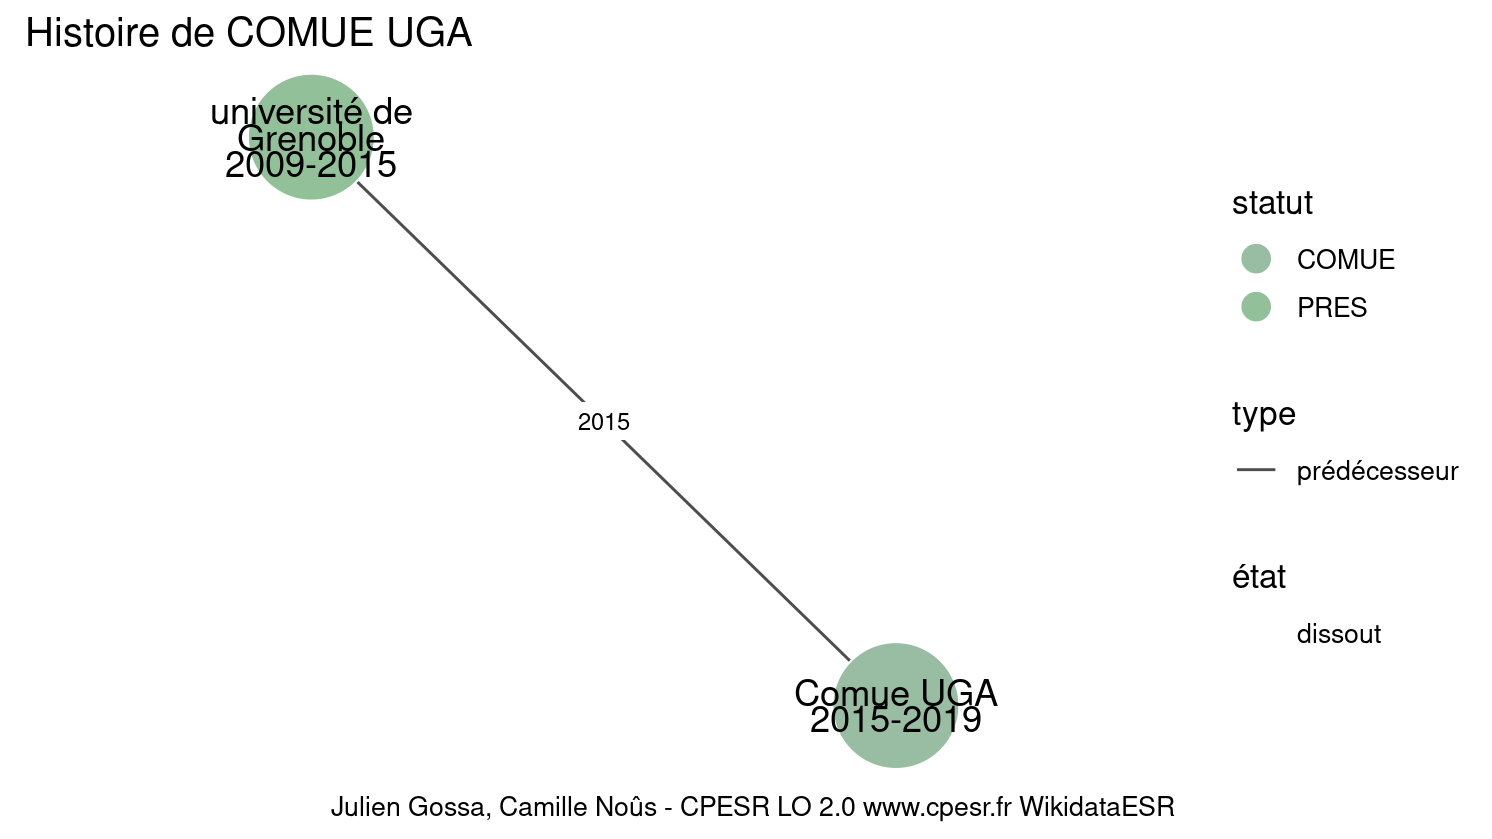 Histoire de COMUE UGA
université de
Grenoble
2009-2015
2015
Comue UGA
2015-2019
statut
COMUE
PRES
type
prédécesseur
état
dissout
Julien Gossa, Camille Noûs - CPESR LO 2.0 www.cpesr.fr WikidataESR